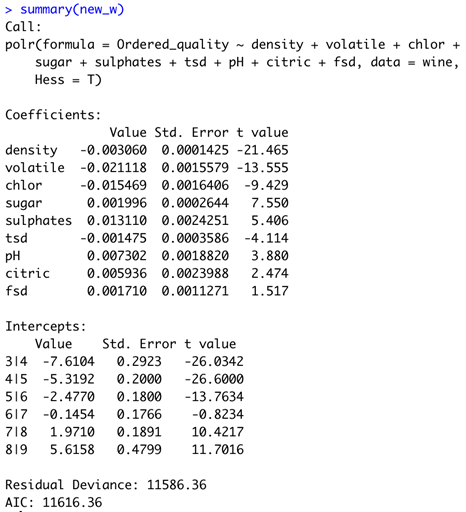 > summary(new_w)
Call:
polr(formula = Ordered_quality ~ density + volatile + chlor +
    sugar + sulphates + tsd + pH + citric + fsd, data = wine,
    Hess = T)

Coefficients:
              Value Std. Error t value
density   -0.003060  0.0001425 -21.465
volatile  -0.021118  0.0015579 -13.555
chlor     -0.015469  0.0016406  -9.429
sugar      0.001996  0.0002644   7.550
sulphates  0.013110  0.0024251   5.406
tsd       -0.001475  0.0003586  -4.114
pH         0.007302  0.0018820   3.880
citric     0.005936  0.0023988   2.474
fsd        0.001710  0.0011271   1.517

Intercepts:
    Value    Std. Error t value
3|4  -7.6104   0.2923   -26.0342
4|5  -5.3192   0.2000   -26.6000
5|6  -2.4770   0.1800   -13.7634
6|7  -0.1454   0.1766    -0.8234
7|8   1.9710   0.1891    10.4217
8|9   5.6158   0.4799    11.7016

Residual Deviance: 11586.36
AIC: 11616.36